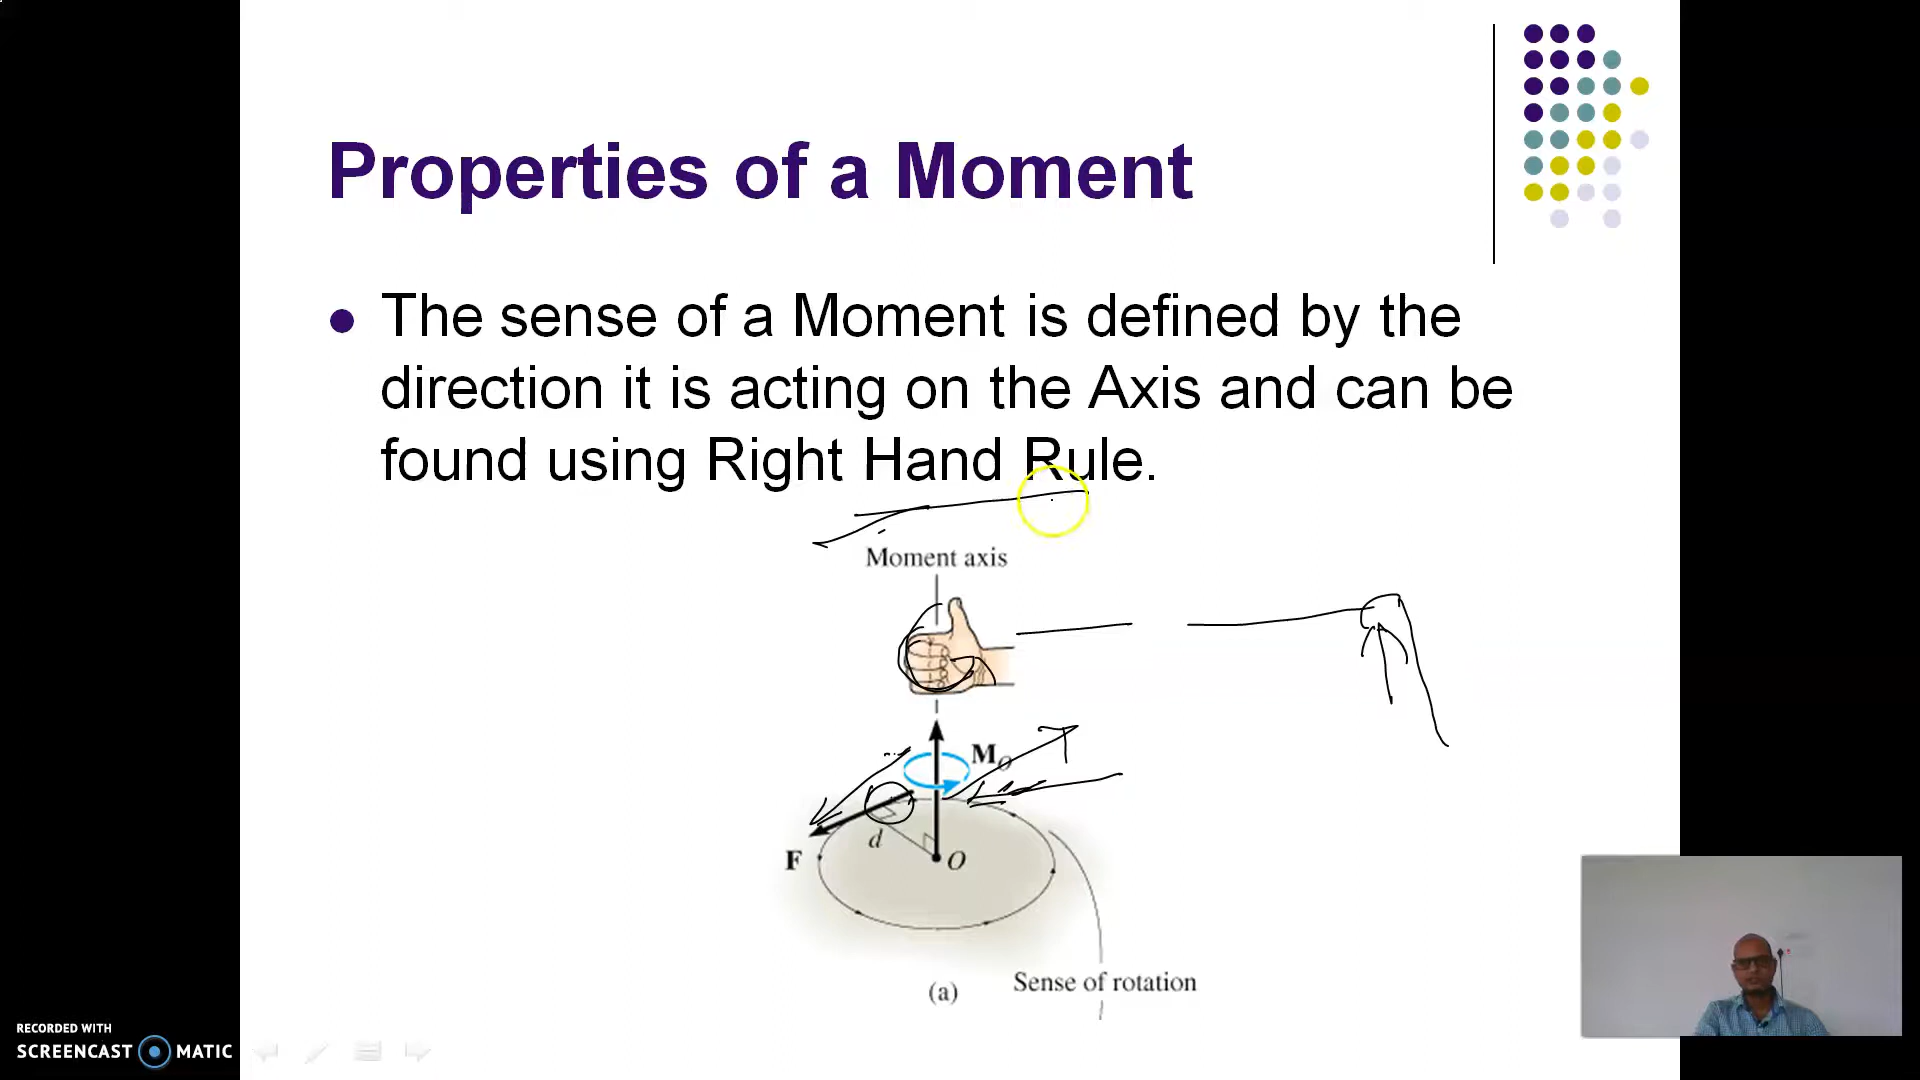 Properties of a Moment
The sense of a Moment is defined by the
direction it is acting on the Axis and can be
found using Right Hand Rule.
Moment axis
M_O
d
F
O
Sense of rotation
(a)
RECORDED WITH
SCREENCAST MATIC